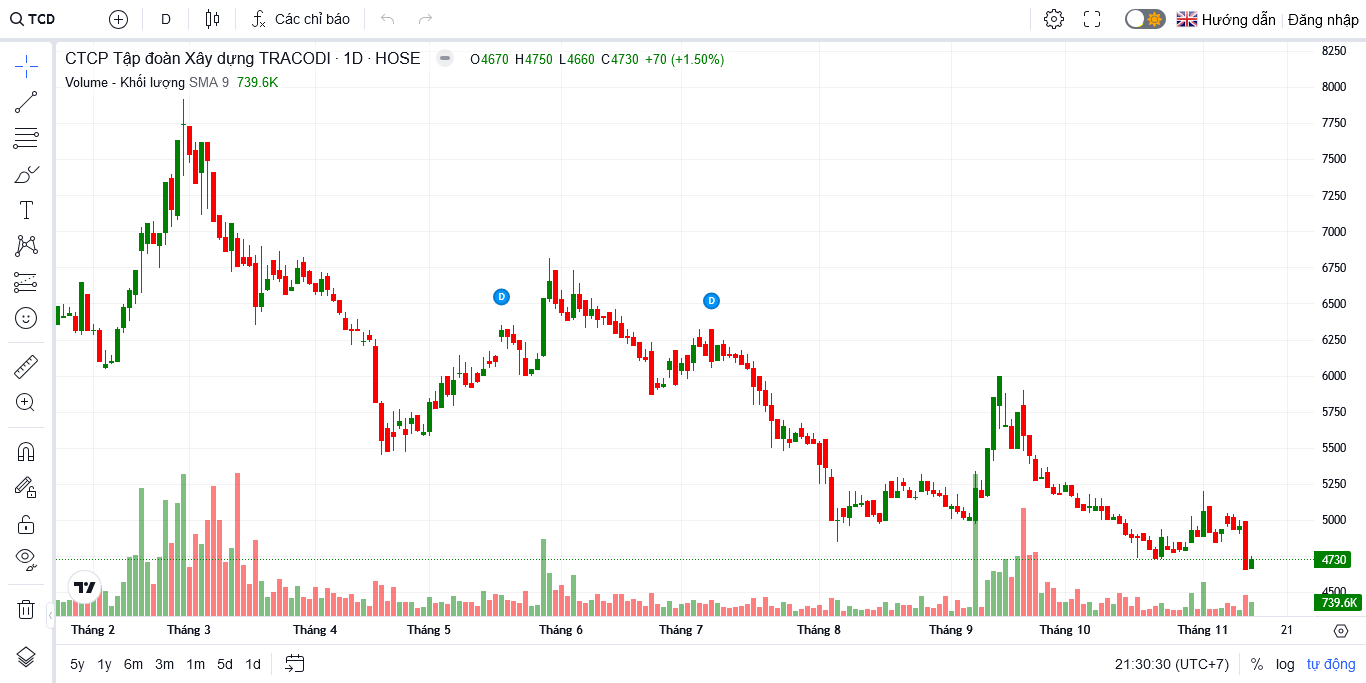 TCD
D
Các chỉ báo
Hướng dẫn
Đăng nhập
CTCP Tập đoàn Xây dựng TRACODI · 1D · HOSE
O4670 H4750 L4660 C4730 +70 (+1.50%)
Volume - Khối lượng SMA 9 739.6K
8250
8000
7750
7500
7250
7000
6750
6500
6250
6000
5750
5500
5250
5000
4730
4500
739.6K
D
D
Tháng 2
Tháng 3
Tháng 4
Tháng 5
Tháng 6
Tháng 7
Tháng 8
Tháng 9
Tháng 10
Tháng 11
21
5y 1y 6m 3m 1m 5d 1d
21:30:30 (UTC+7)
%
log
tự động